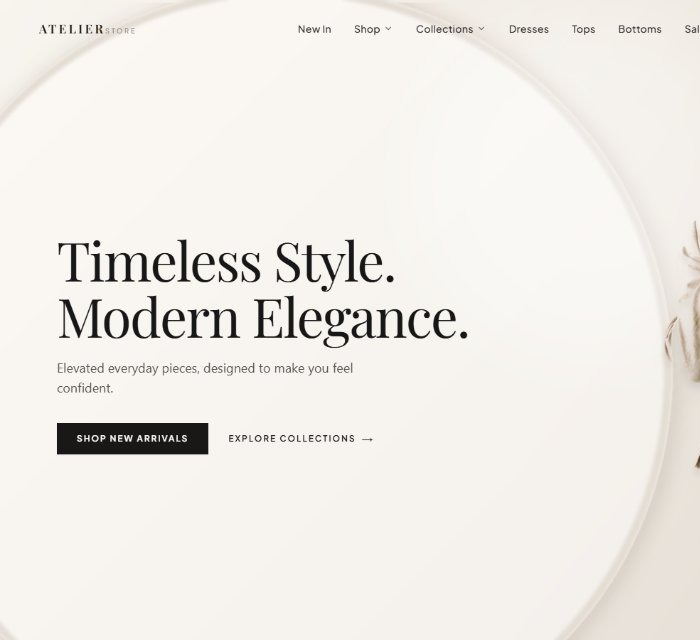 ATELIER STORE New In Shop Collections Dresses Tops Bottoms
Timeless Style.
Modern Elegance.
Elevated everyday pieces, designed to make you feel
confident.
SHOP NEW ARRIVALS EXPLORE COLLECTIONS →